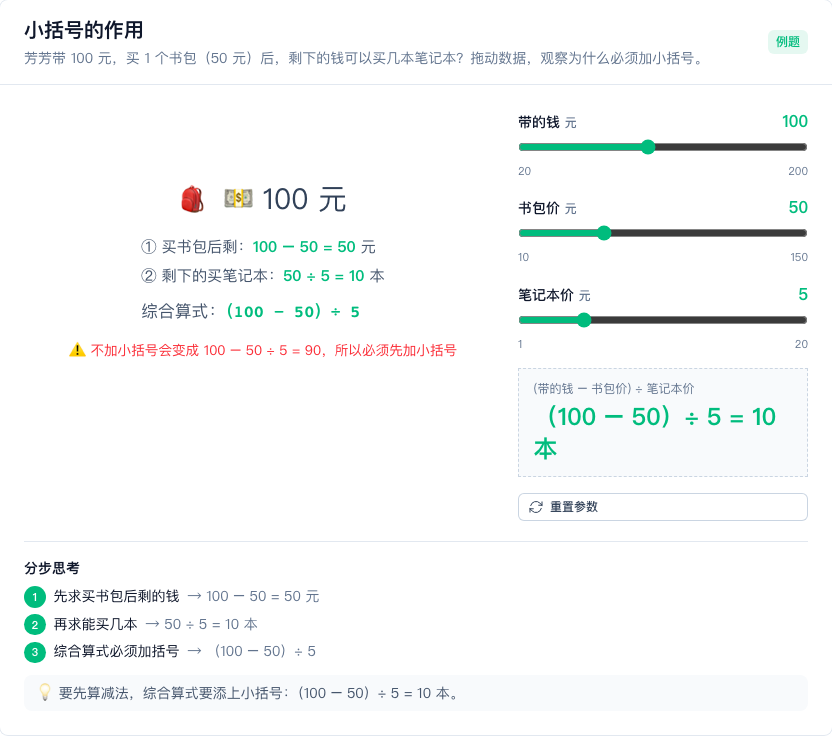 小括号的作用
芳芳带 100 元，买 1 个书包（50 元）后，剩下的钱可以买几本笔记本？拖动数据，观察为什么必须加小括号。
例题
🎒 💵 100 元
① 买书包后剩：100 − 50 = 50 元
② 剩下的买笔记本：50 ÷ 5 = 10 本
综合算式：(100 − 50) ÷ 5
⚠️ 不加小括号会变成 100 − 50 ÷ 5 = 90，所以必须先加小括号
带的钱 元 100
20 200
书包价 元 50
10 150
笔记本价 元 5
1 20
(带的钱 − 书包价) ÷ 笔记本价
（100 − 50）÷ 5 = 10
本
重置参数
分步思考
1 先求买书包后剩的钱 → 100 − 50 = 50 元
2 再求能买几本 → 50 ÷ 5 = 10 本
3 综合算式必须加括号 → （100 − 50）÷ 5
💡 要先算减法，综合算式要添上小括号：(100 − 50) ÷ 5 = 10 本。